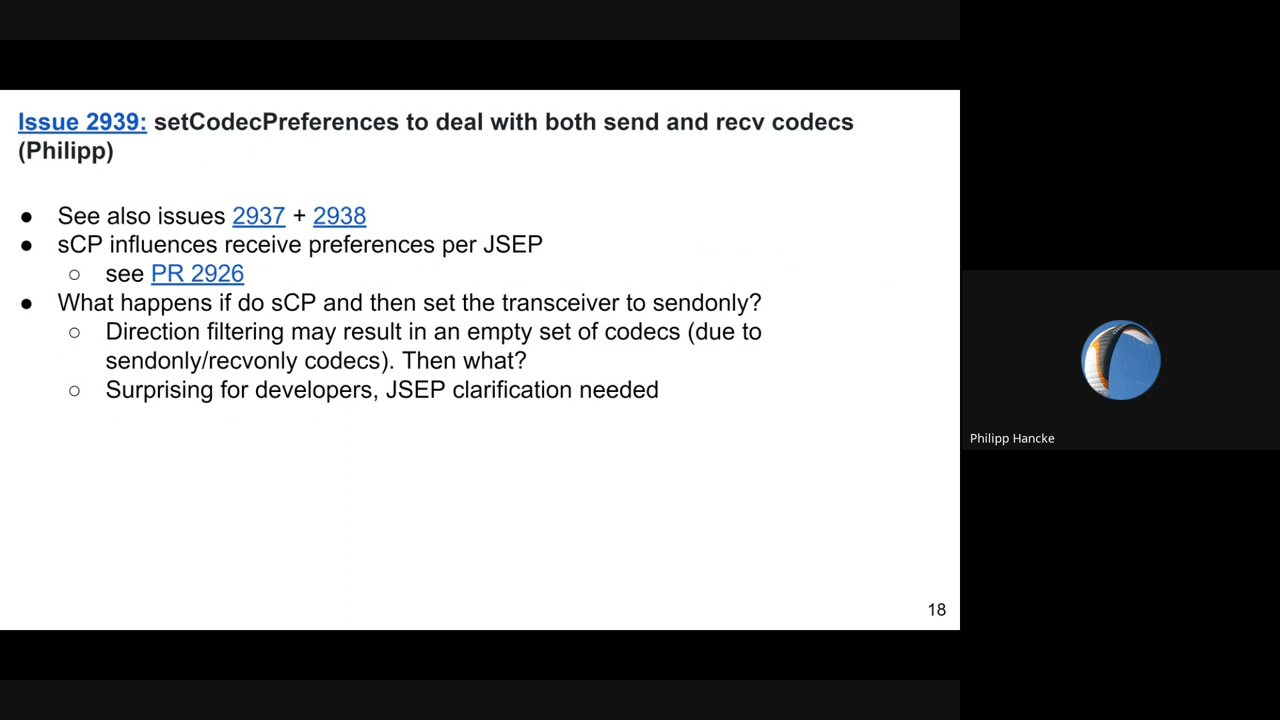 Issue 2939: setCodecPreferences to deal with both send and recv codecs
(Philipp)
● See also issues 2937 + 2938
● sCP influences receive preferences per JSEP
○ see PR 2926
● What happens if do sCP and then set the transceiver to sendonly?
○ Direction filtering may result in an empty set of codecs (due to
sendonly/recvonly codecs). Then what?
○ Surprising for developers, JSEP clarification needed
18
Philipp Hancke